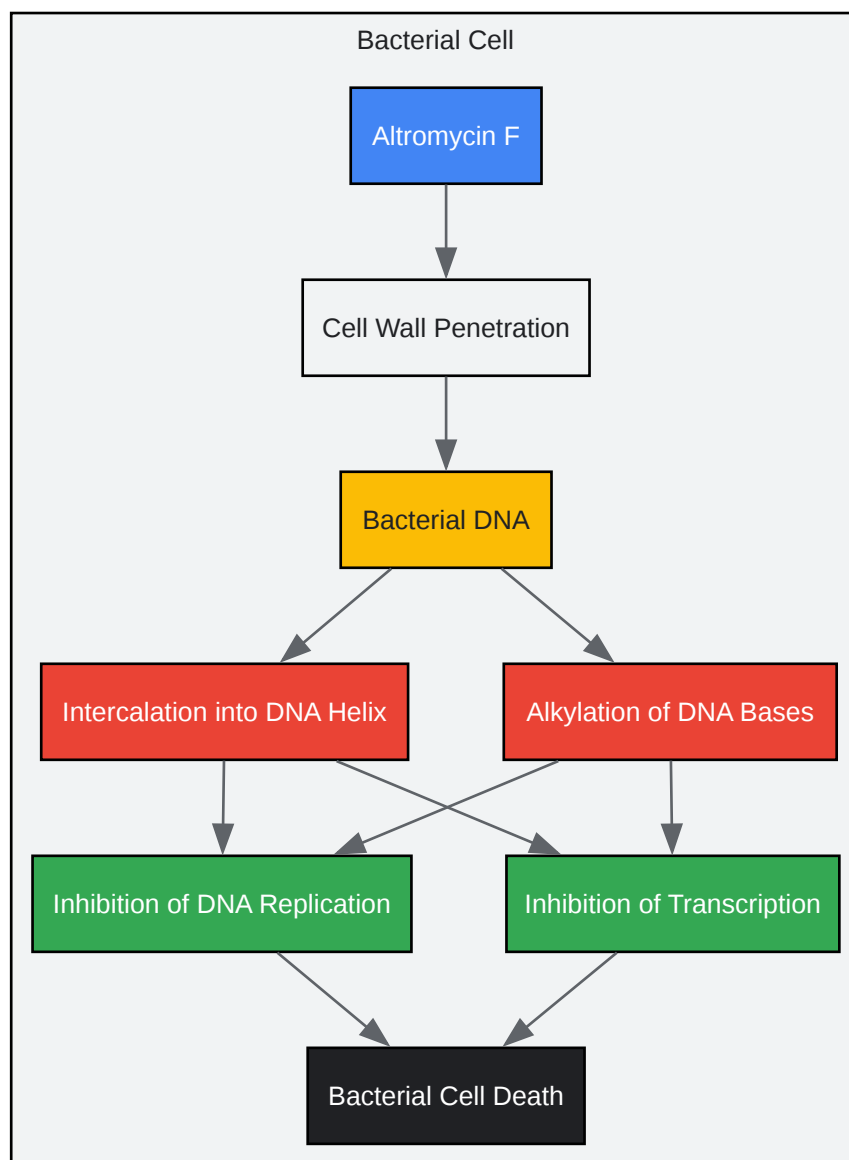 Bacterial Cell
Altromycin F
Cell Wall Penetration
Bacterial DNA
Intercalation into DNA Helix
Alkylation of DNA Bases
Inhibition of DNA Replication
Inhibition of Transcription
Bacterial Cell Death